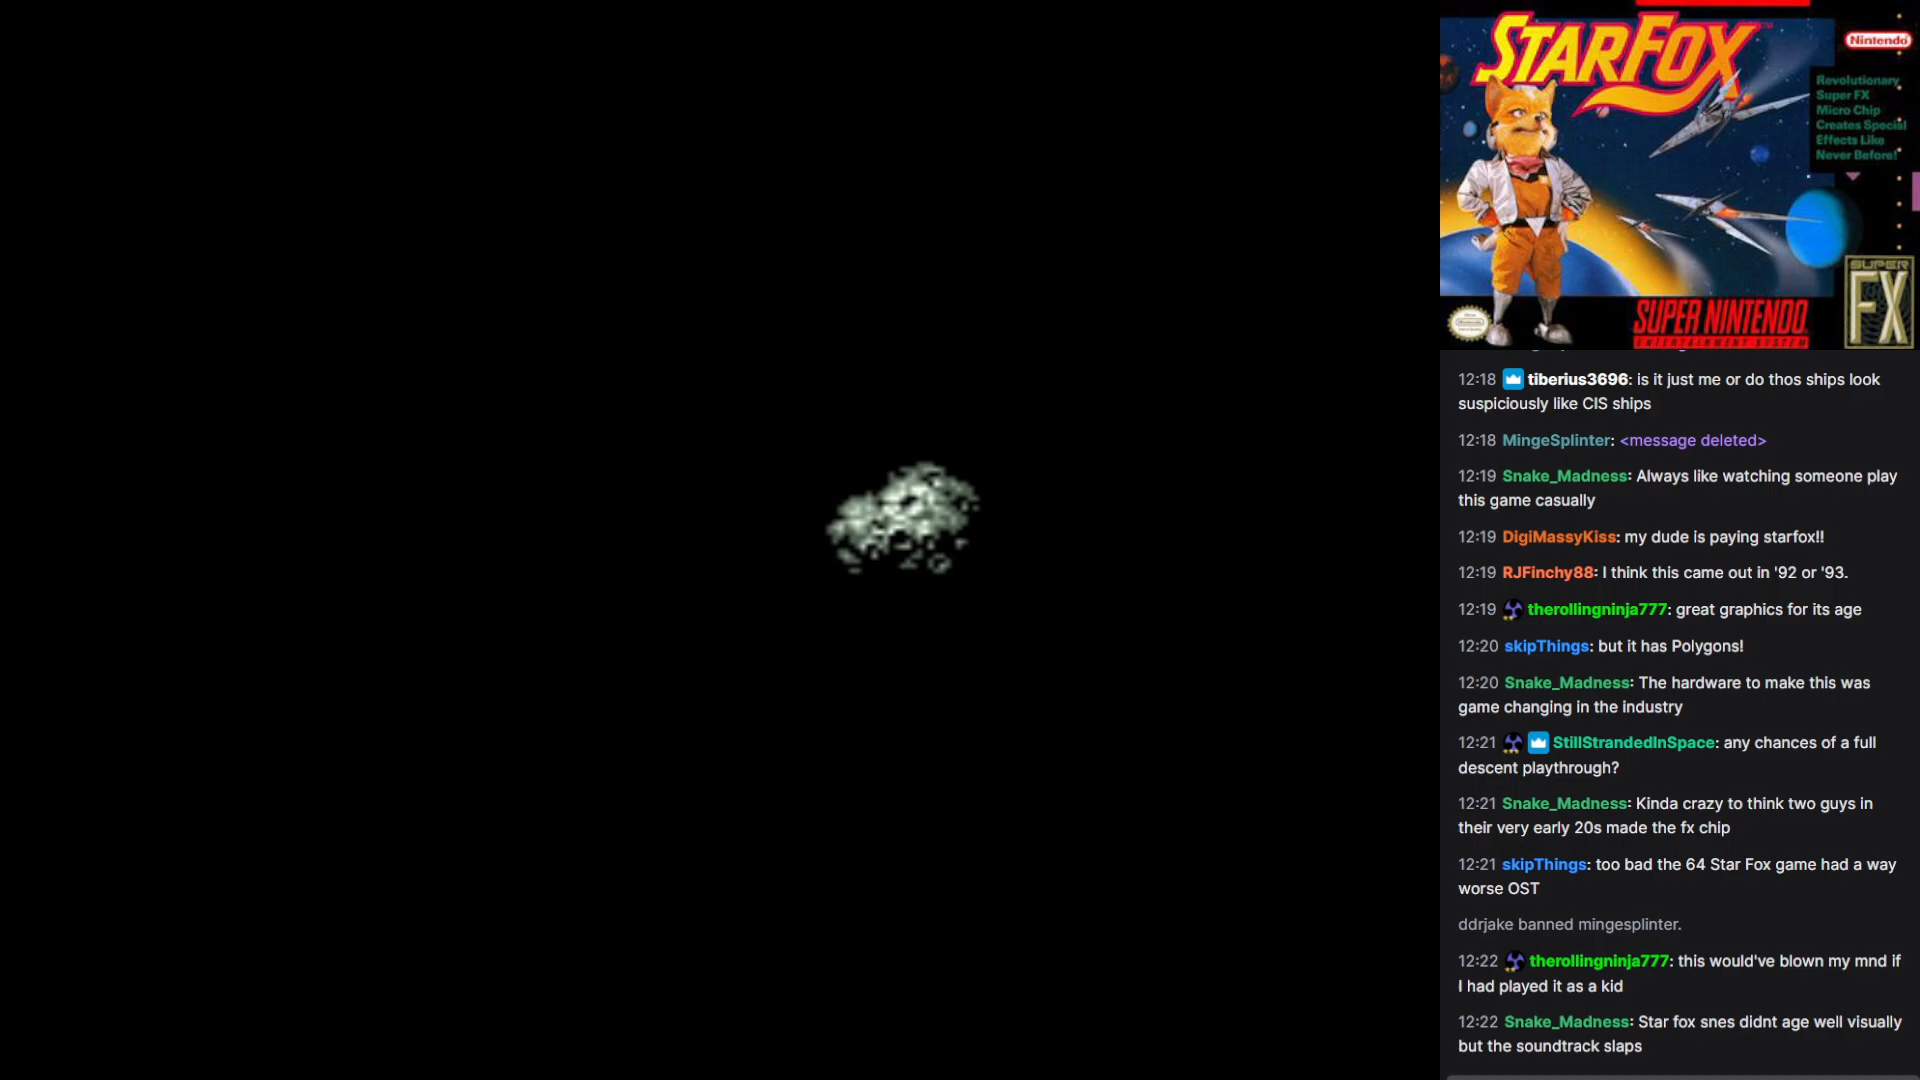 STARFOX
TM
Nintendo
Revolutionary
Super FX
Micro Chip
Creates Special
Effects Like
Never Before!
SUPER
FX
SUPER NINTENDO
ENTERTAINMENT SYSTEM
12:18 tiberius3696: is it just me or do thos ships look
suspiciously like CIS ships
12:18 MingeSplinter: <message deleted>
12:19 Snake_Madness: Always like watching someone play
this game casually
12:19 DigiMassyKiss: my dude is paying starfox!!
12:19 RJFinchy88: I think this came out in '92 or '93.
12:19 therollingninja777: great graphics for its age
12:20 skipThings: but it has Polygons!
12:20 Snake_Madness: The hardware to make this was
game changing in the industry
12:21 StillStrandedInSpace: any chances of a full
descent playthrough?
12:21 Snake_Madness: Kinda crazy to think two guys in
their very early 20s made the fx chip
12:21 skipThings: too bad the 64 Star Fox game had a way
worse OST
ddrjake banned mingesplinter.
12:22 therollingninja777: this would've blown my mnd if
I had played it as a kid
12:22 Snake_Madness: Star fox snes didnt age well visually
but the soundtrack slaps